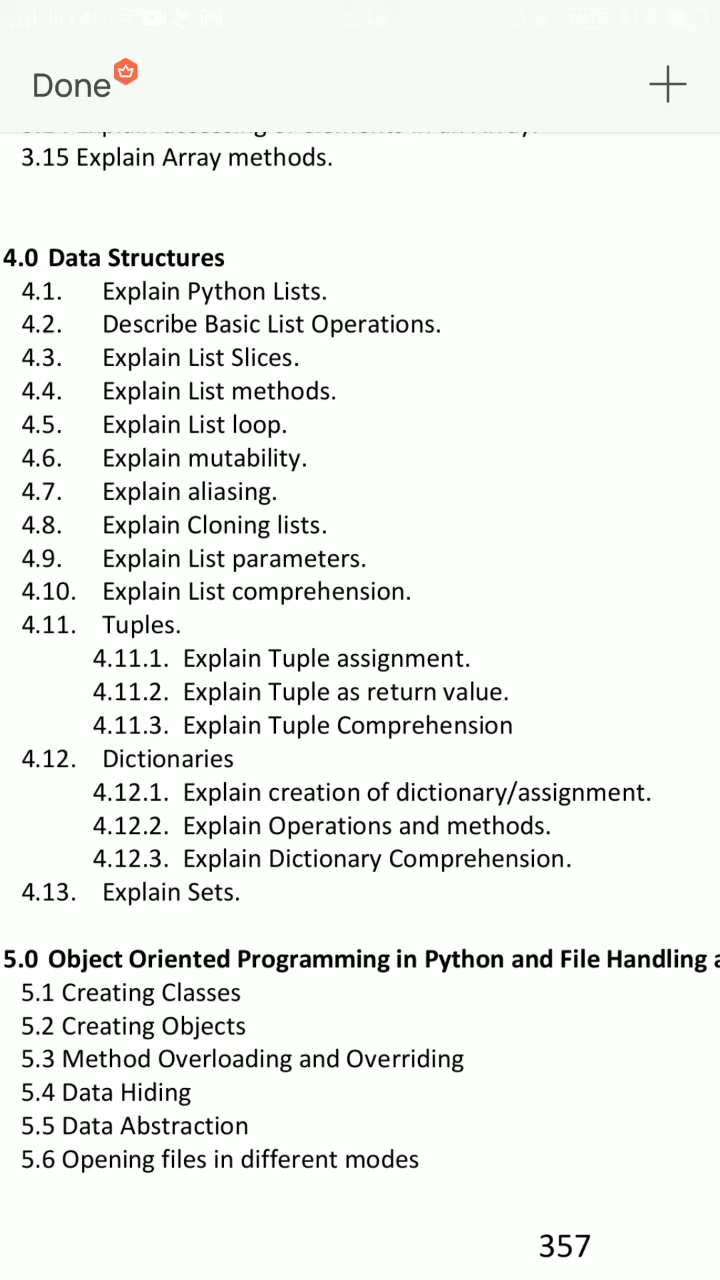 Done
3.15 Explain Array methods.
4.0 Data Structures
4.1. Explain Python Lists.
4.2. Describe Basic List Operations.
4.3. Explain List Slices.
4.4. Explain List methods.
4.5. Explain List loop.
4.6. Explain mutability.
4.7. Explain aliasing.
4.8. Explain Cloning lists.
4.9. Explain List parameters.
4.10. Explain List comprehension.
4.11. Tuples.
4.11.1. Explain Tuple assignment.
4.11.2. Explain Tuple as return value.
4.11.3. Explain Tuple Comprehension
4.12. Dictionaries
4.12.1. Explain creation of dictionary/assignment.
4.12.2. Explain Operations and methods.
4.12.3. Explain Dictionary Comprehension.
4.13. Explain Sets.
5.0 Object Oriented Programming in Python and File Handling
5.1 Creating Classes
5.2 Creating Objects
5.3 Method Overloading and Overriding
5.4 Data Hiding
5.5 Data Abstraction
5.6 Opening files in different modes
357